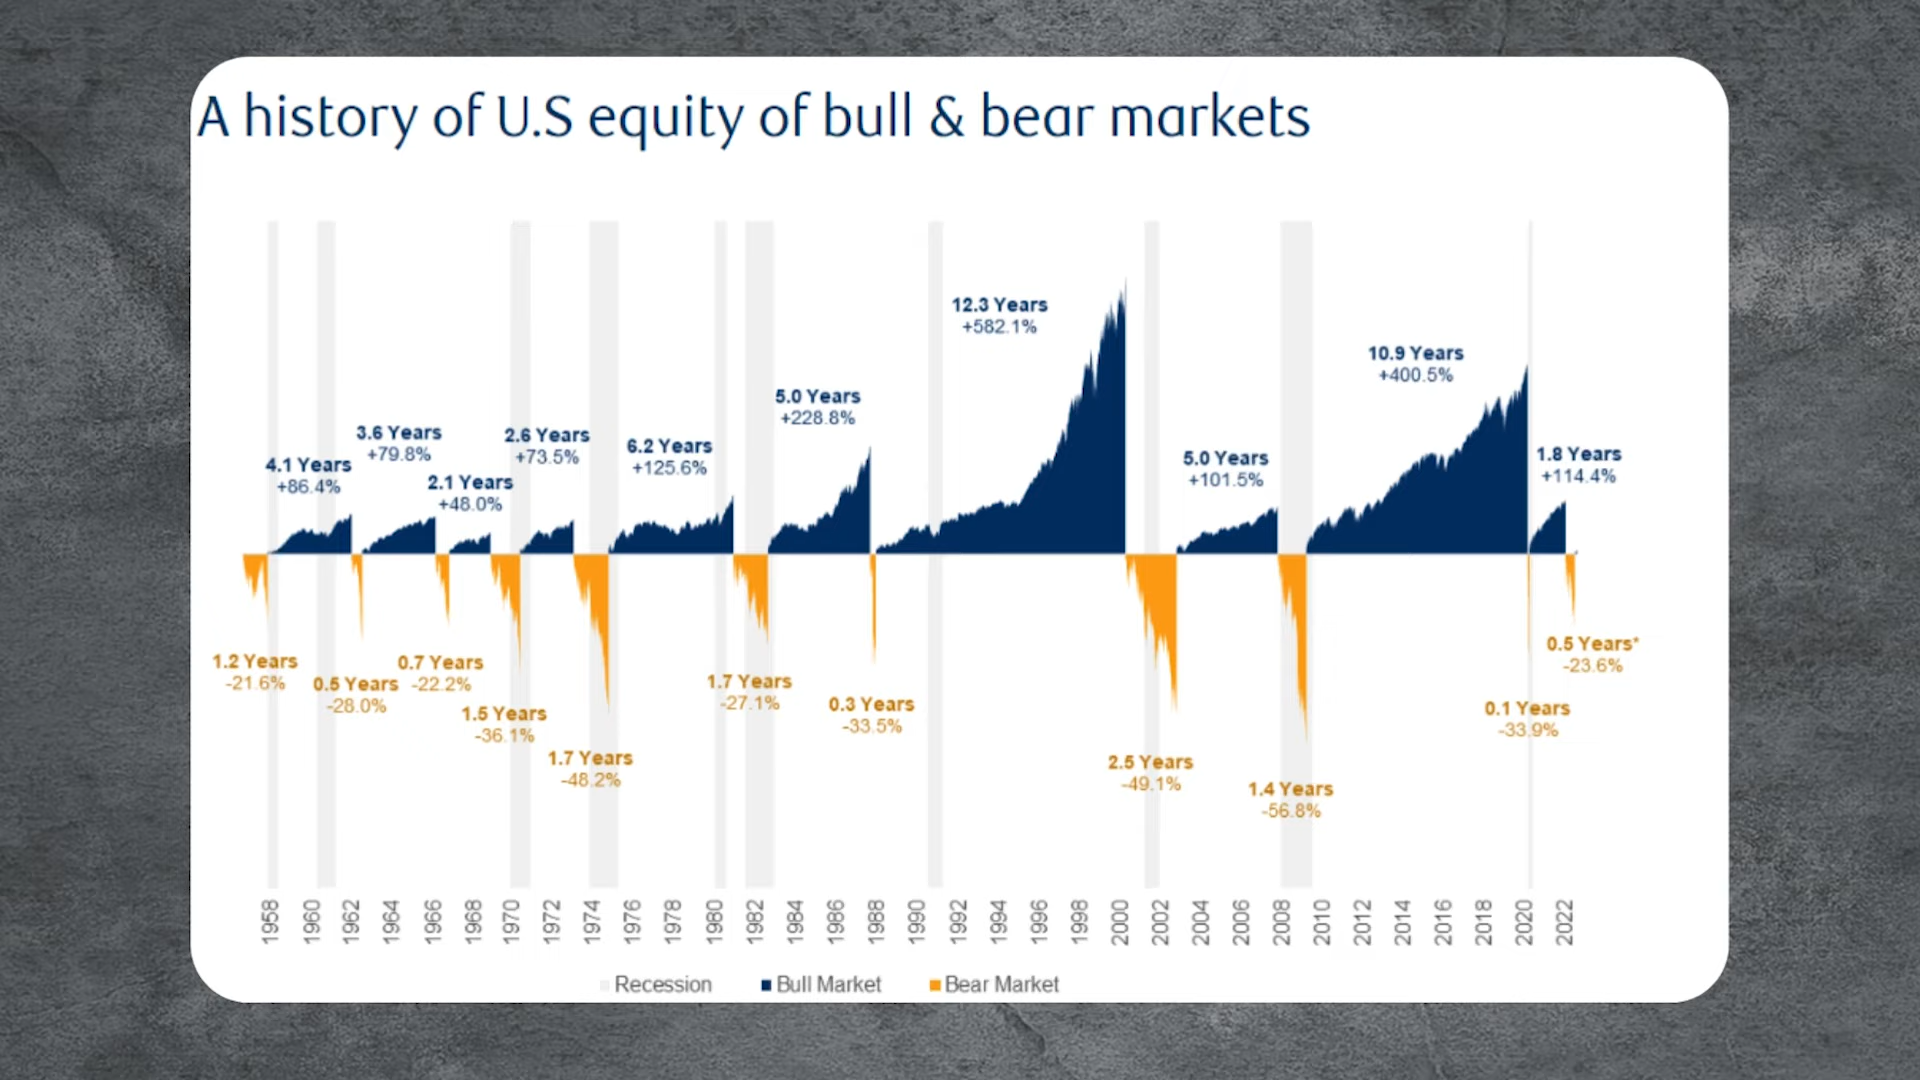 A history of U.S equity of bull & bear markets
12.3 Years
+582.1%
10.9 Years
+400.5%
5.0 Years
+228.8%
3.6 Years
+79.8%
2.6 Years
+73.5%
6.2 Years
+125.6%
4.1 Years
+86.4%
2.1 Years
+48.0%
5.0 Years
+101.5%
1.8 Years
+114.4%
1.2 Years
-21.6%
0.5 Years
-28.0%
0.7 Years
-22.2%
1.5 Years
-36.1%
1.7 Years
-48.2%
1.7 Years
-27.1%
0.3 Years
-33.5%
2.5 Years
-49.1%
1.4 Years
-56.8%
0.1 Years
-33.9%
0.5 Years*
-23.6%
1958 1960 1962 1964 1966 1968 1970 1972 1974 1976 1978 1980 1982 1984 1986 1988 1990 1992 1994 1996 1998 2000 2002 2004 2006 2008 2010 2012 2014 2016 2018 2020 2022
Recession Bull Market Bear Market